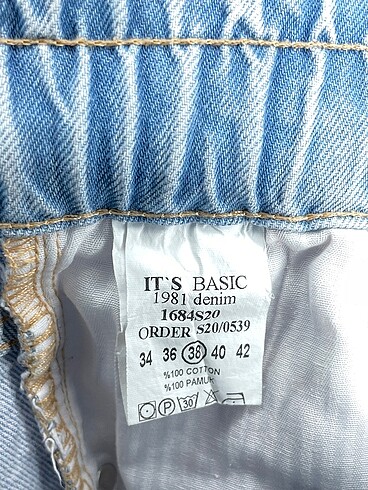 IT'S BASIC
1981 denim
1684S20
ORDER S20/0539
34 36 38 40 42
%100 COTTON
%100 PAMUK
P 30